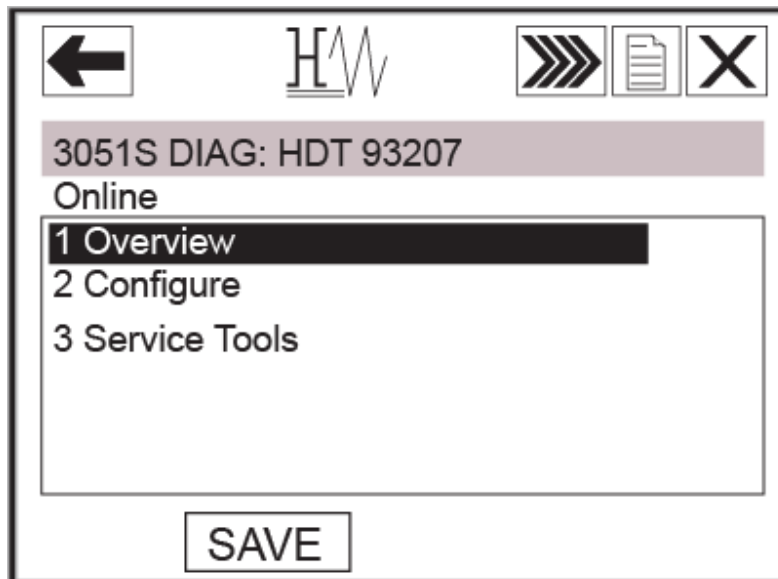 3051S DIAG: HDT 93207
Online
1 Overview
2 Configure
3 Service Tools
SAVE